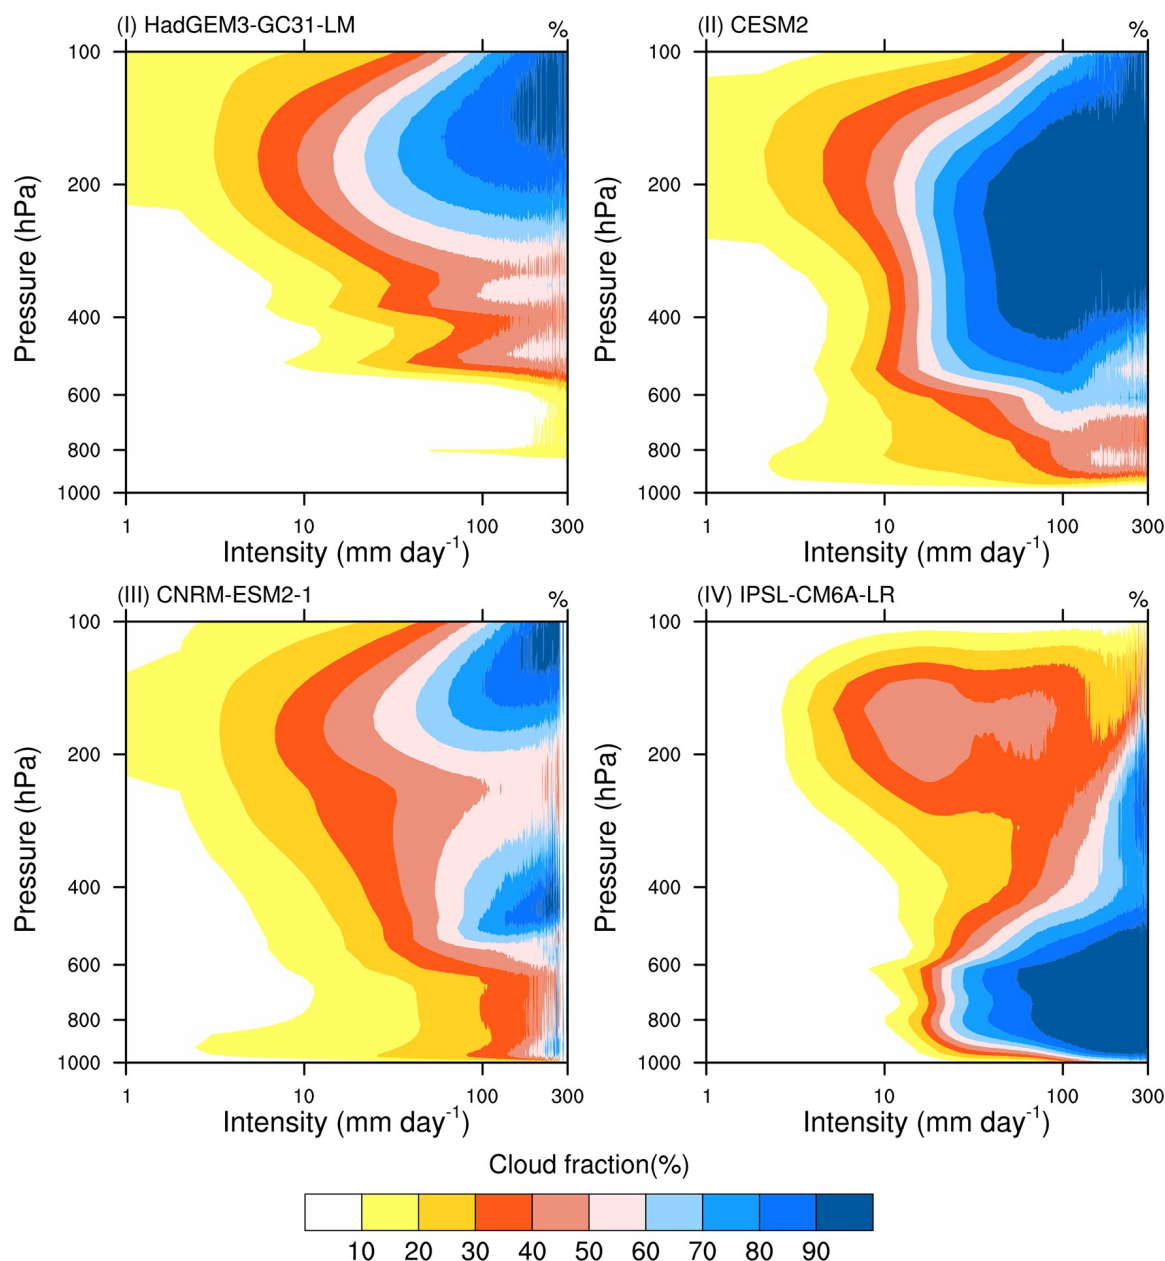 (I) HadGEM3-GC31-LM
%
100
200
400
600
800
1000
Pressure (hPa)
1 10 100 300
Intensity (mm day⁻¹)
(II) CESM2
%
100
200
400
600
800
1000
Pressure (hPa)
1 10 100 300
Intensity (mm day⁻¹)
(III) CNRM-ESM2-1
%
100
200
400
600
800
1000
Pressure (hPa)
1 10 100 300
Intensity (mm day⁻¹)
(IV) IPSL-CM6A-LR
%
100
200
400
600
800
1000
Pressure (hPa)
1 10 100 300
Intensity (mm day⁻¹)
Cloud fraction(%)
10 20 30 40 50 60 70 80 90